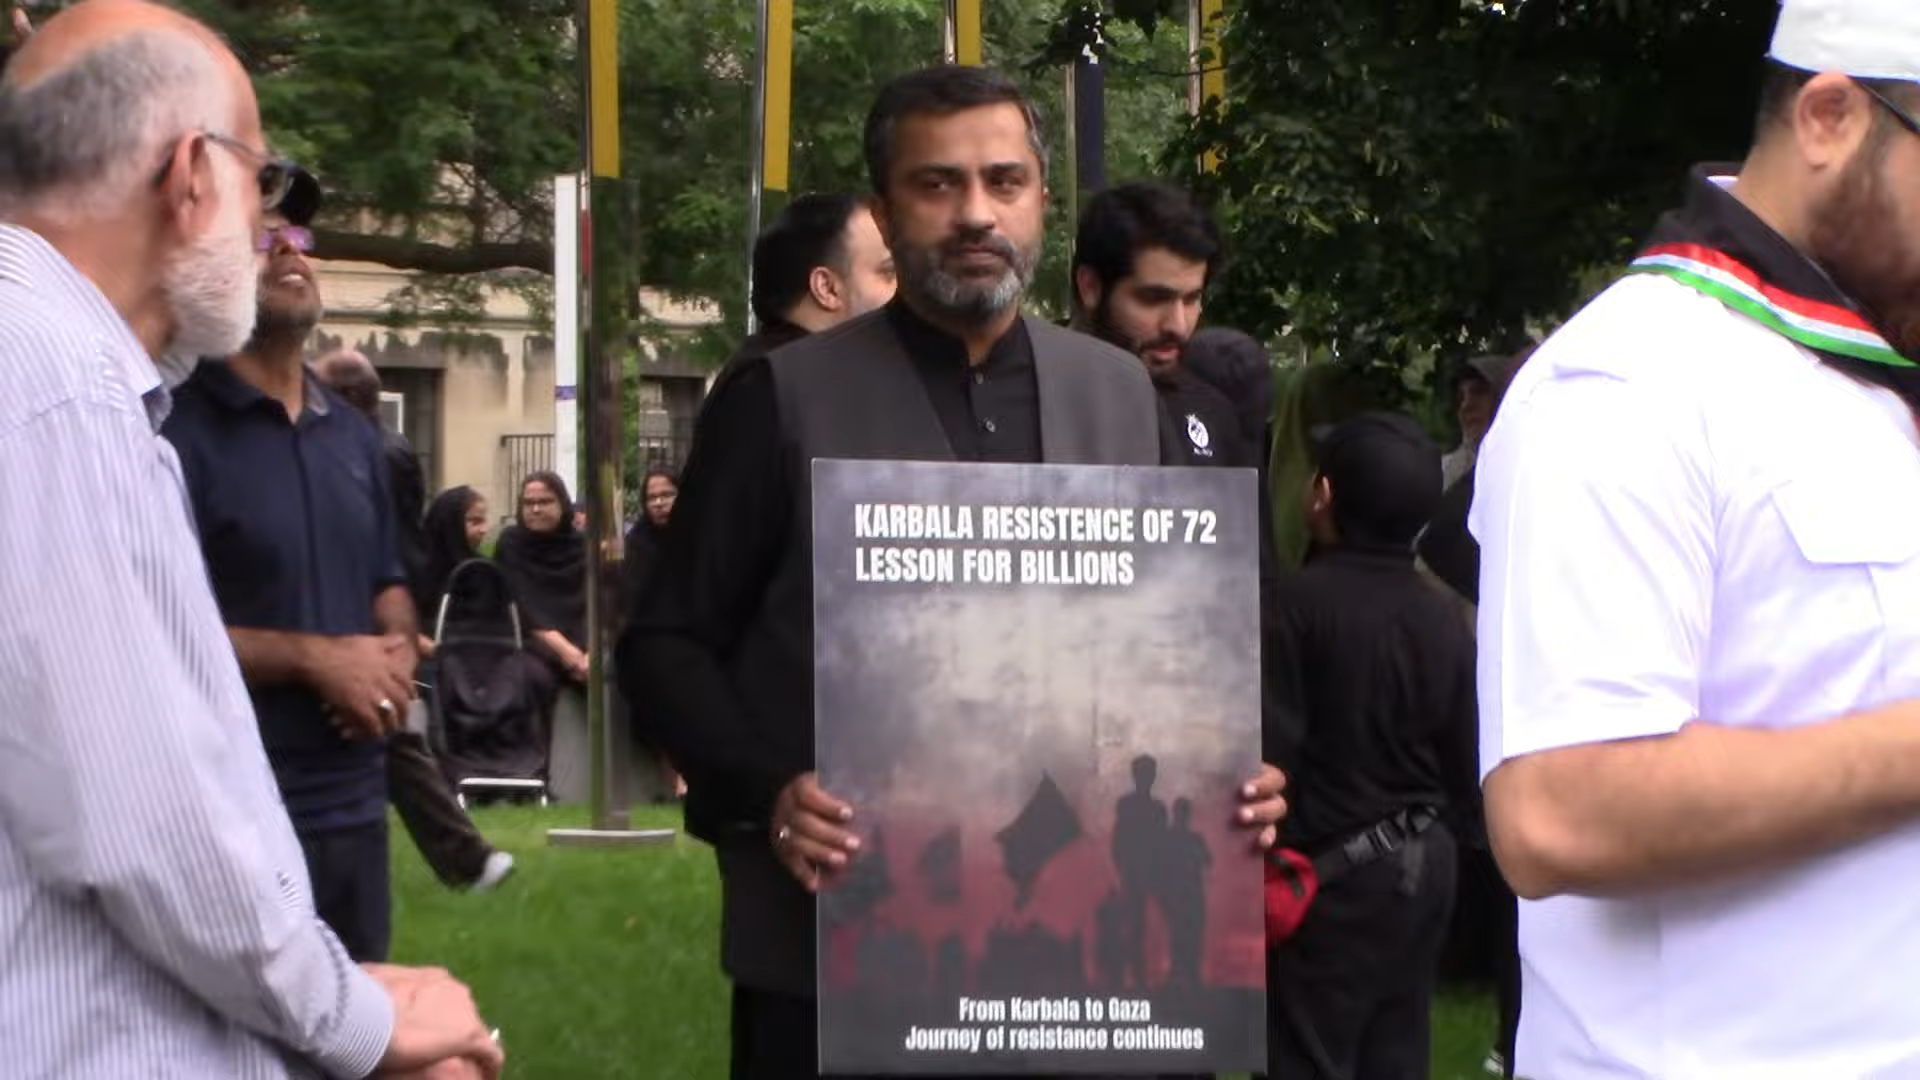 KARBALA RESISTENCE OF 72
LESSON FOR BILLIONS
From Karbala to Gaza
Journey of resistance continues